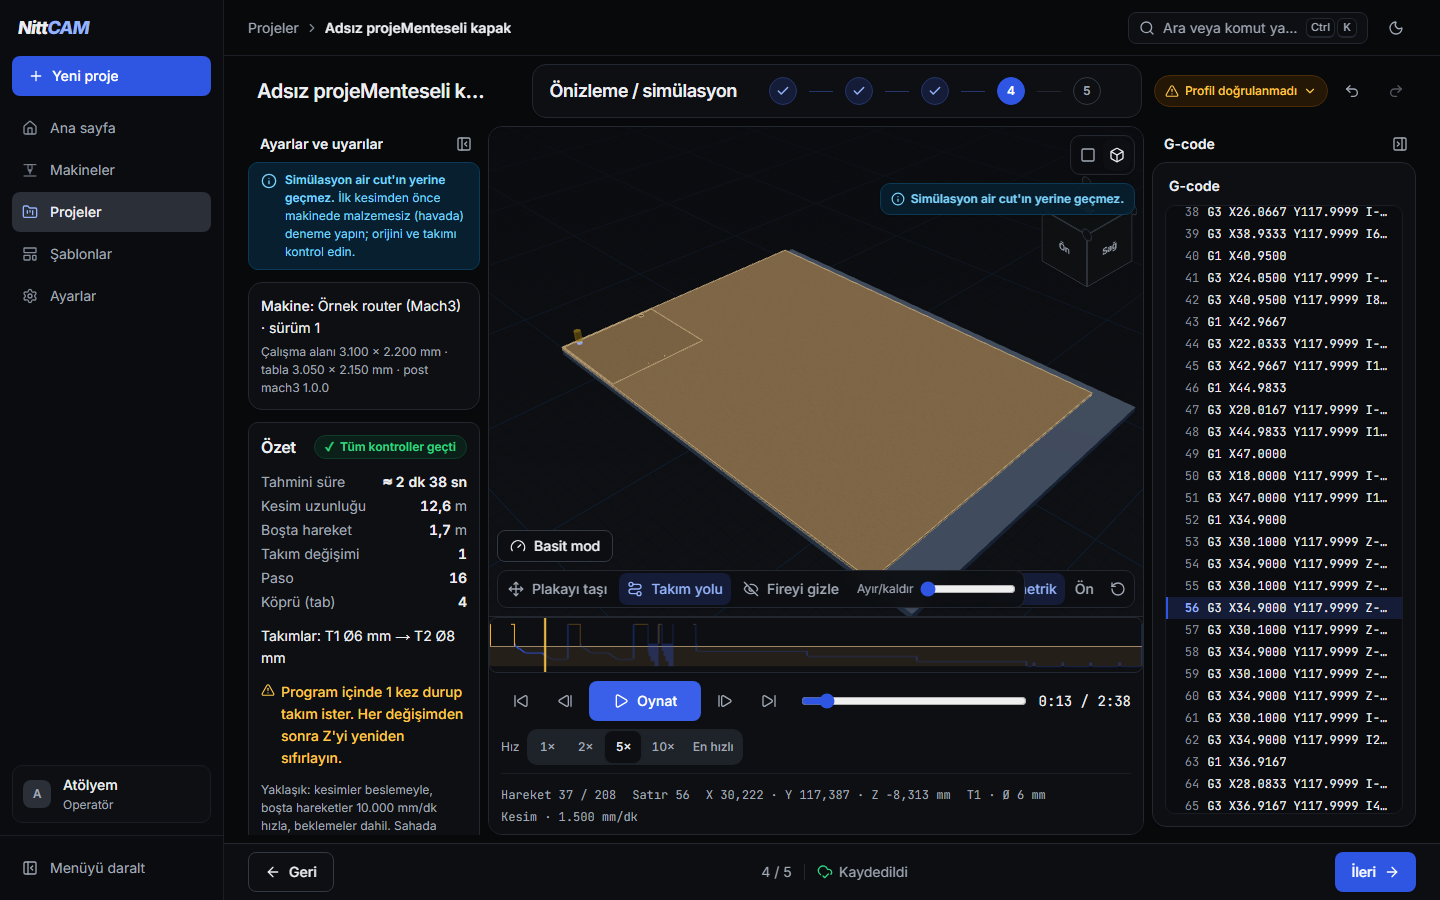 NittCAM
Yeni proje
Ana sayfa
Makineler
Projeler
Şablonlar
Ayarlar
A
Atölyem
Operatör
Menüyü daralt
Projeler > Adsız projeMenteseli kapak
Ara veya komut ya... Ctrl K
Adsız projeMenteseli k...
Önizleme / simülasyon
4
5
Profil doğrulanmadı
Ayarlar ve uyarılar
Simülasyon air cut'ın yerine
geçmez. İlk kesimden önce
makinede malzemesiz (havada)
deneme yapın; orijini ve takımı
kontrol edin.
Makine: Örnek router (Mach3)
· sürüm 1
Çalışma alanı 3.100 × 2.200 mm ·
tabla 3.050 × 2.150 mm · post
mach3 1.0.0
Özet
✓ Tüm kontroller geçti
Tahmini süre ≈ 2 dk 38 sn
Kesim uzunluğu 12,6 m
Boşta hareket 1,7 m
Takım değişimi 1
Paso 16
Köprü (tab) 4
Takımlar: T1 Ø6 mm → T2 Ø8
mm
Program içinde 1 kez durup
takım ister. Her değişimden
sonra Z'yi yeniden
sıfırlayın.
Yaklaşık: kesimler beslemeyle,
boşta hareketler 10.000 mm/dk
hızla, beklemeler dahil. Sahada
Simülasyon air cut'ın yerine geçmez.
Ön
Sağ
Basit mod
Plakayı taşı
Takım yolu
Fireyi gizle
Ayır/kaldır
etrik
Ön
Oynat
0:13 / 2:38
Hız 1× 2× 5× 10× En hızlı
Hareket 37 / 208 Satır 56 X 30,222 · Y 117,387 · Z -8,313 mm T1 · Ø 6 mm
Kesim · 1.500 mm/dk
G-code
G-code
38 G3 X26.0667 Y117.9999 I-…
39 G3 X38.9333 Y117.9999 I6…
40 G1 X40.9500
41 G3 X24.0500 Y117.9999 I-…
42 G3 X40.9500 Y117.9999 I8…
43 G1 X42.9667
44 G3 X22.0333 Y117.9999 I-…
45 G3 X42.9667 Y117.9999 I1…
46 G1 X44.9833
47 G3 X20.0167 Y117.9999 I-…
48 G3 X44.9833 Y117.9999 I1…
49 G1 X47.0000
50 G3 X18.0000 Y117.9999 I-…
51 G3 X47.0000 Y117.9999 I1…
52 G1 X34.9000
53 G3 X30.1000 Y117.9999 Z-…
54 G3 X34.9000 Y117.9999 Z-…
55 G3 X30.1000 Y117.9999 Z-…
56 G3 X34.9000 Y117.9999 Z-…
57 G3 X30.1000 Y117.9999 Z-…
58 G3 X34.9000 Y117.9999 Z-…
59 G3 X30.1000 Y117.9999 Z-…
60 G3 X34.9000 Y117.9999 Z-…
61 G3 X30.1000 Y117.9999 I-…
62 G3 X34.9000 Y117.9999 I2…
63 G1 X36.9167
64 G3 X28.0833 Y117.9999 I-…
65 G3 X36.9167 Y117.9999 I4…
Geri
4 / 5
Kaydedildi
İleri